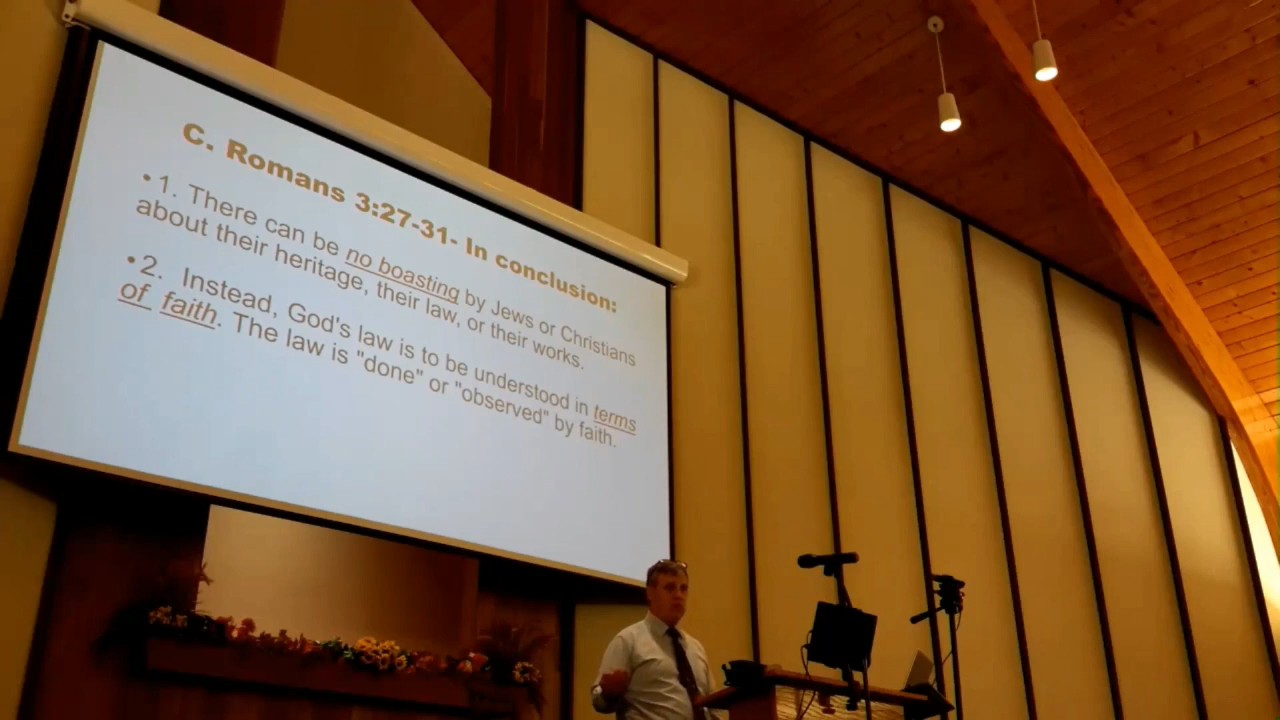 C. Romans 3:27-31- In conclusion:
•1. There can be no boasting by Jews or Christians
about their heritage, their law, or their works.
•2. Instead, God's law is to be understood in terms
of faith. The law is "done" or "observed" by faith.